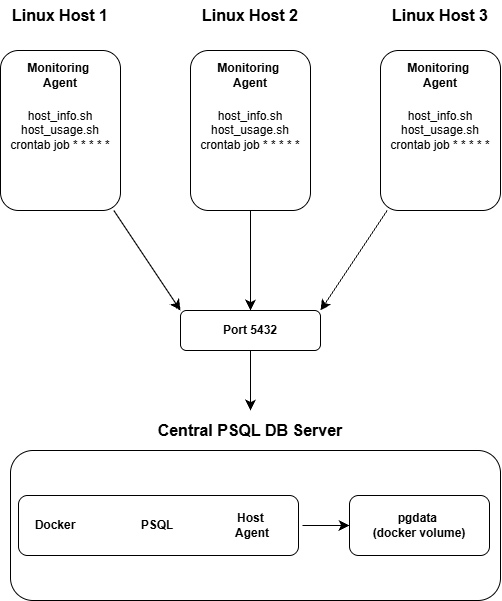 Linux Host 1
Linux Host 2
Linux Host 3
Monitoring
Agent
host_info.sh
host_usage.sh
crontab job * * * * *
Monitoring
Agent
host_info.sh
host_usage.sh
crontab job * * * * *
Monitoring
Agent
host_info.sh
host_usage.sh
crontab job * * * * *
Port 5432
Central PSQL DB Server
Docker
PSQL
Host
Agent
pgdata
(docker volume)